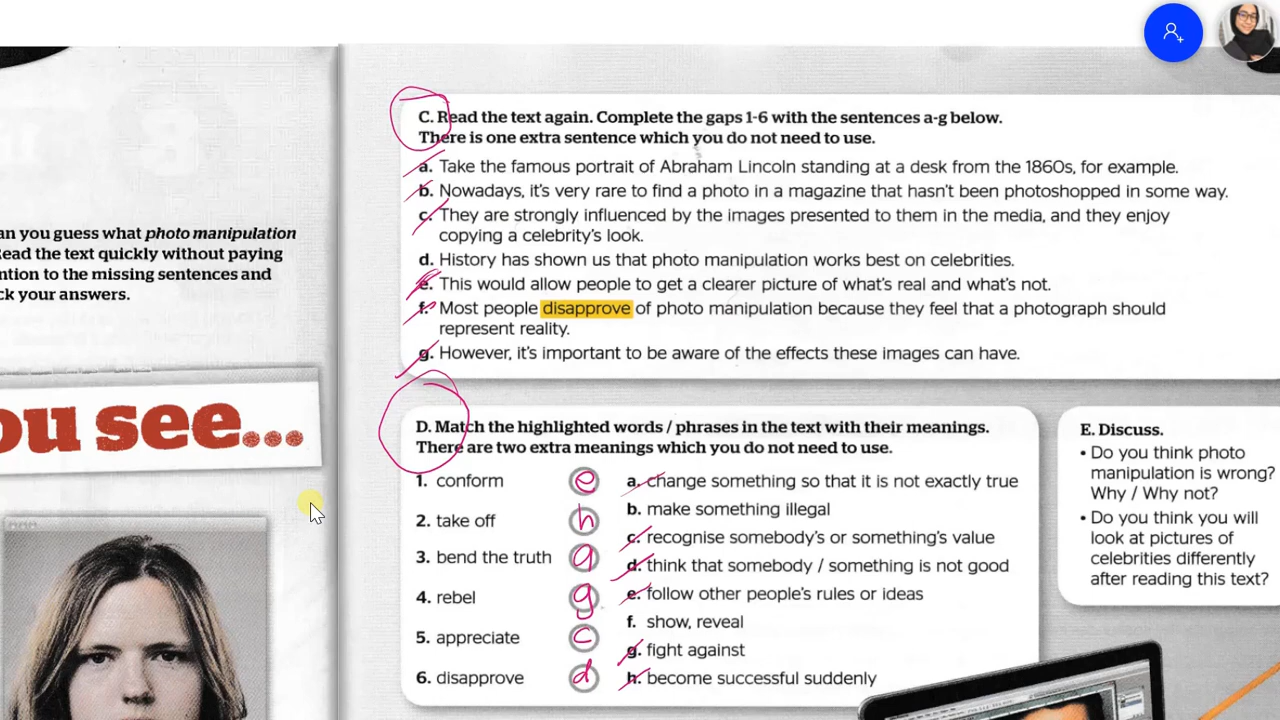 an you guess what photo manipulation
Read the text quickly without paying
ntion to the missing sentences and
ck your answers.
ou see...
C. Read the text again. Complete the gaps 1-6 with the sentences a-g below.
There is one extra sentence which you do not need to use.
a. Take the famous portrait of Abraham Lincoln standing at a desk from the 1860s, for example.
b. Nowadays, it's very rare to find a photo in a magazine that hasn't been photoshopped in some way.
c. They are strongly influenced by the images presented to them in the media, and they enjoy
copying a celebrity's look.
d. History has shown us that photo manipulation works best on celebrities.
e. This would allow people to get a clearer picture of what's real and what's not.
f. Most people disapprove of photo manipulation because they feel that a photograph should
represent reality.
g. However, it's important to be aware of the effects these images can have.
D. Match the highlighted words / phrases in the text with their meanings.
There are two extra meanings which you do not need to use.
1. conform e
2. take off h
3. bend the truth a
4. rebel g
5. appreciate c
6. disapprove d
a. change something so that it is not exactly true
b. make something illegal
c. recognise somebody's or something's value
d. think that somebody / something is not good
e. follow other people's rules or ideas
f. show, reveal
g. fight against
h. become successful suddenly
E. Discuss.
• Do you think photo
manipulation is wrong?
Why / Why not?
• Do you think you will
look at pictures of
celebrities differently
after reading this text?